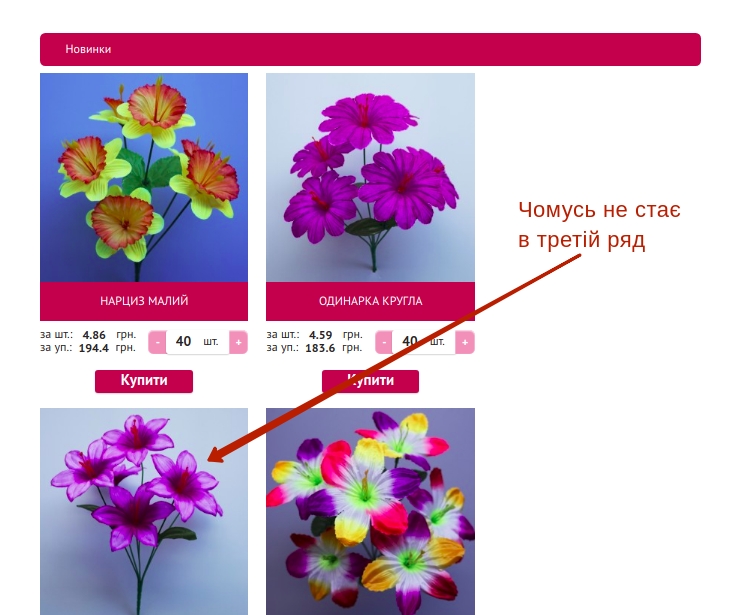 Новинки
Чомусь не стає
в третій ряд
НАРЦИЗ МАЛИЙ
ОДИНАРКА КРУГЛА
за шт.: 4.86 грн.
за уп.: 194.4 грн.
- 40 шт. +
за шт.: 4.59 грн.
за уп.: 183.6 грн.
- 40 шт. +
Купити
Купити